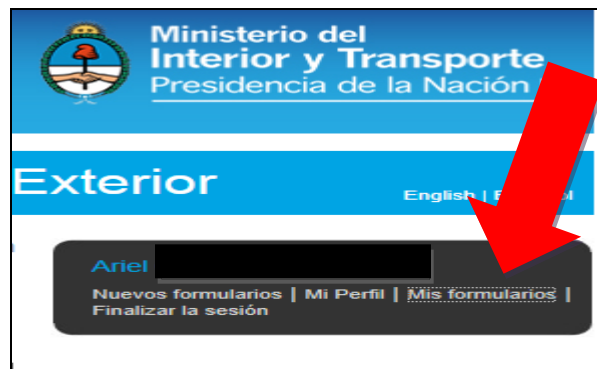 Ministerio del
Interior y Transporte
Presidencia de la Nación
Exterior
English |
Ariel
Nuevos formularios | Mi Perfil | Mis formularios |
Finalizar la sesión